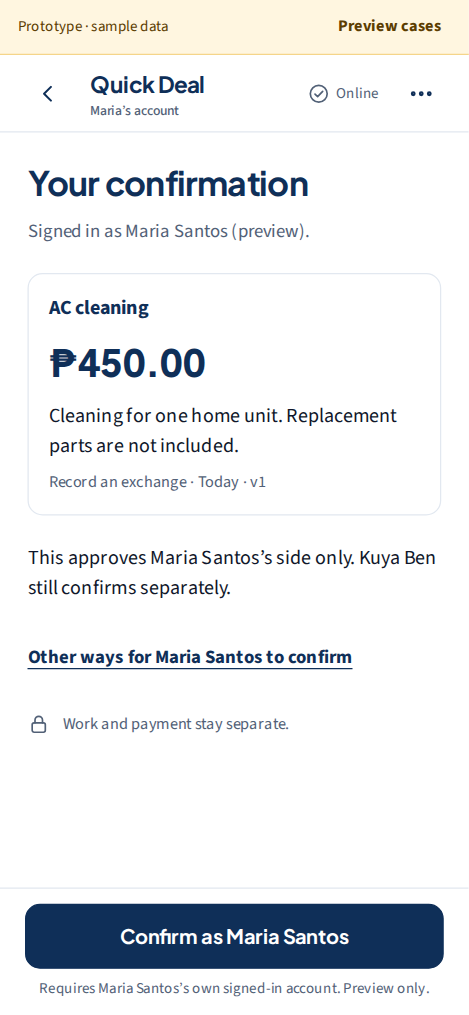 Prototype · sample data
Preview cases
Quick Deal
Maria’s account
Online
Your confirmation
Signed in as Maria Santos (preview).
AC cleaning
₱450.00
Cleaning for one home unit. Replacement
parts are not included.
Record an exchange · Today · v1
This approves Maria Santos’s side only. Kuya Ben
still confirms separately.
Other ways for Maria Santos to confirm
Work and payment stay separate.
Confirm as Maria Santos
Requires Maria Santos’s own signed-in account. Preview only.